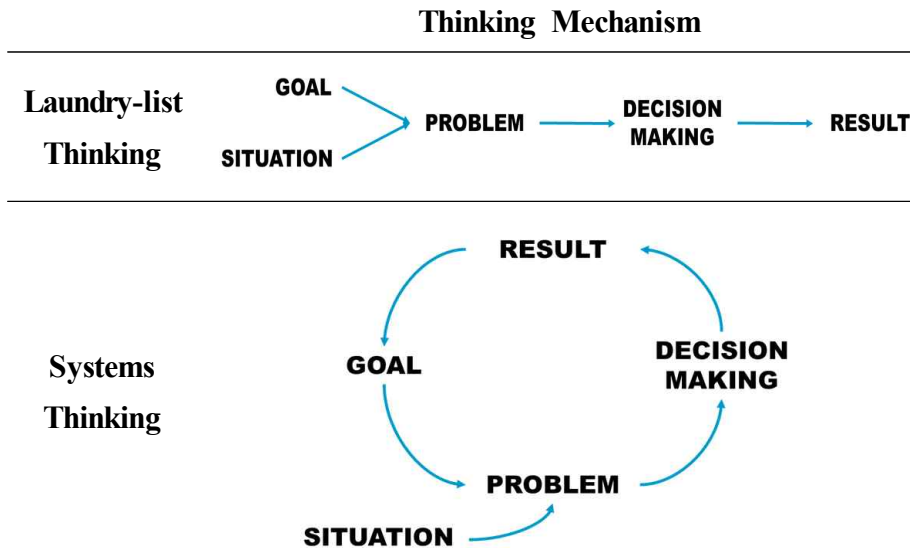 Thinking Mechanism
Laundry-list
Thinking
GOAL
SITUATION
PROBLEM
DECISION
MAKING
RESULT
Systems
Thinking
RESULT
GOAL
DECISION
MAKING
PROBLEM
SITUATION